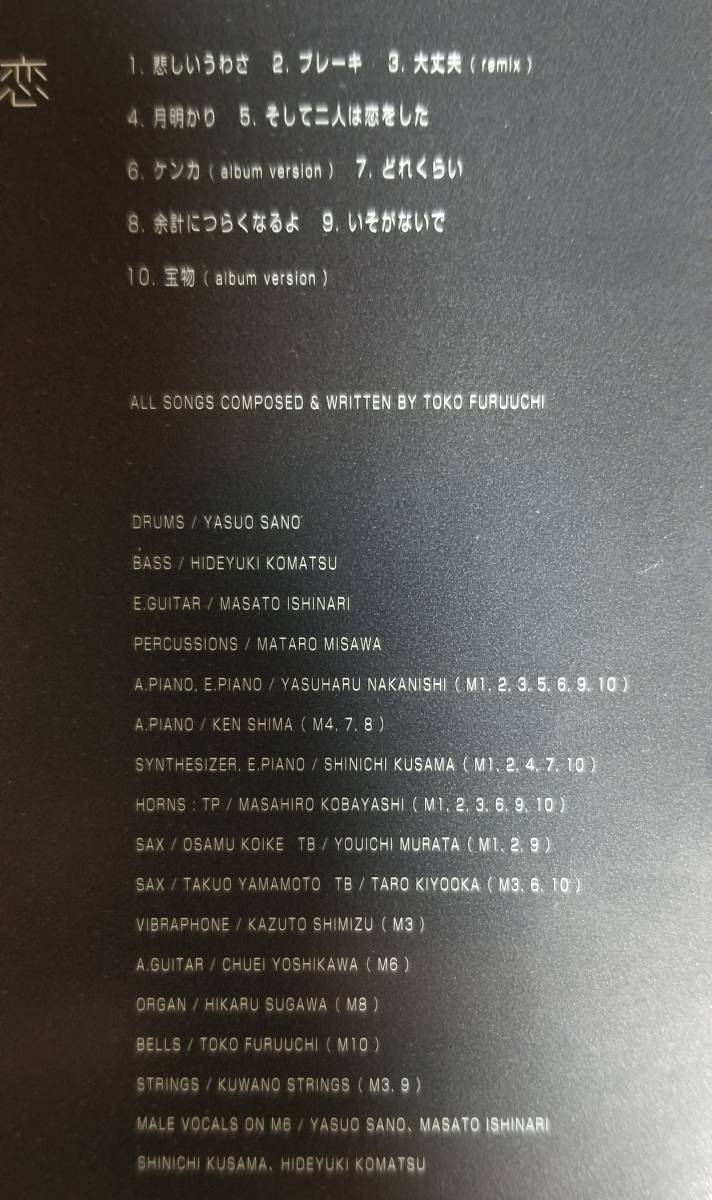 恋
1. 悲しいうわさ 2. ブレーキ 3. 大丈夫 ( remix )
4. 月明かり 5. そして二人は恋をした
6. ケンカ ( album version ) 7. どれくらい
8. 余計につらくなるよ 9. いそがないで
10. 宝物 ( album version )
ALL SONGS COMPOSED & WRITTEN BY TOKO FURUUCHI
DRUMS / YASUO SANO
BASS / HIDEYUKI KOMATSU
E.GUITAR / MASATO ISHINARI
PERCUSSIONS / MATARO MISAWA
A.PIANO, E.PIANO / YASUHARU NAKANISHI ( M1, 2, 3, 5, 6, 9, 10 )
A.PIANO / KEN SHIMA ( M4, 7, 8 )
SYNTHESIZER, E.PIANO / SHINICHI KUSAMA ( M1, 2, 4, 7, 10 )
HORNS : TP / MASAHIRO KOBAYASHI ( M1, 2, 3, 6, 9, 10 )
SAX / OSAMU KOIKE TB / YOUICHI MURATA ( M1, 2, 9 )
SAX / TAKUO YAMAMOTO TB / TARO KIYOOKA ( M3, 6, 10 )
VIBRAPHONE / KAZUTO SHIMIZU ( M3 )
A.GUITAR / CHUEI YOSHIKAWA ( M6 )
ORGAN / HIKARU SUGAWA ( M8 )
BELLS / TOKO FURUUCHI ( M10 )
STRINGS / KUWANO STRINGS ( M3, 9 )
MALE VOCALS ON M6 / YASUO SANO、MASATO ISHINARI
SHINICHI KUSAMA、HIDEYUKI KOMATSU